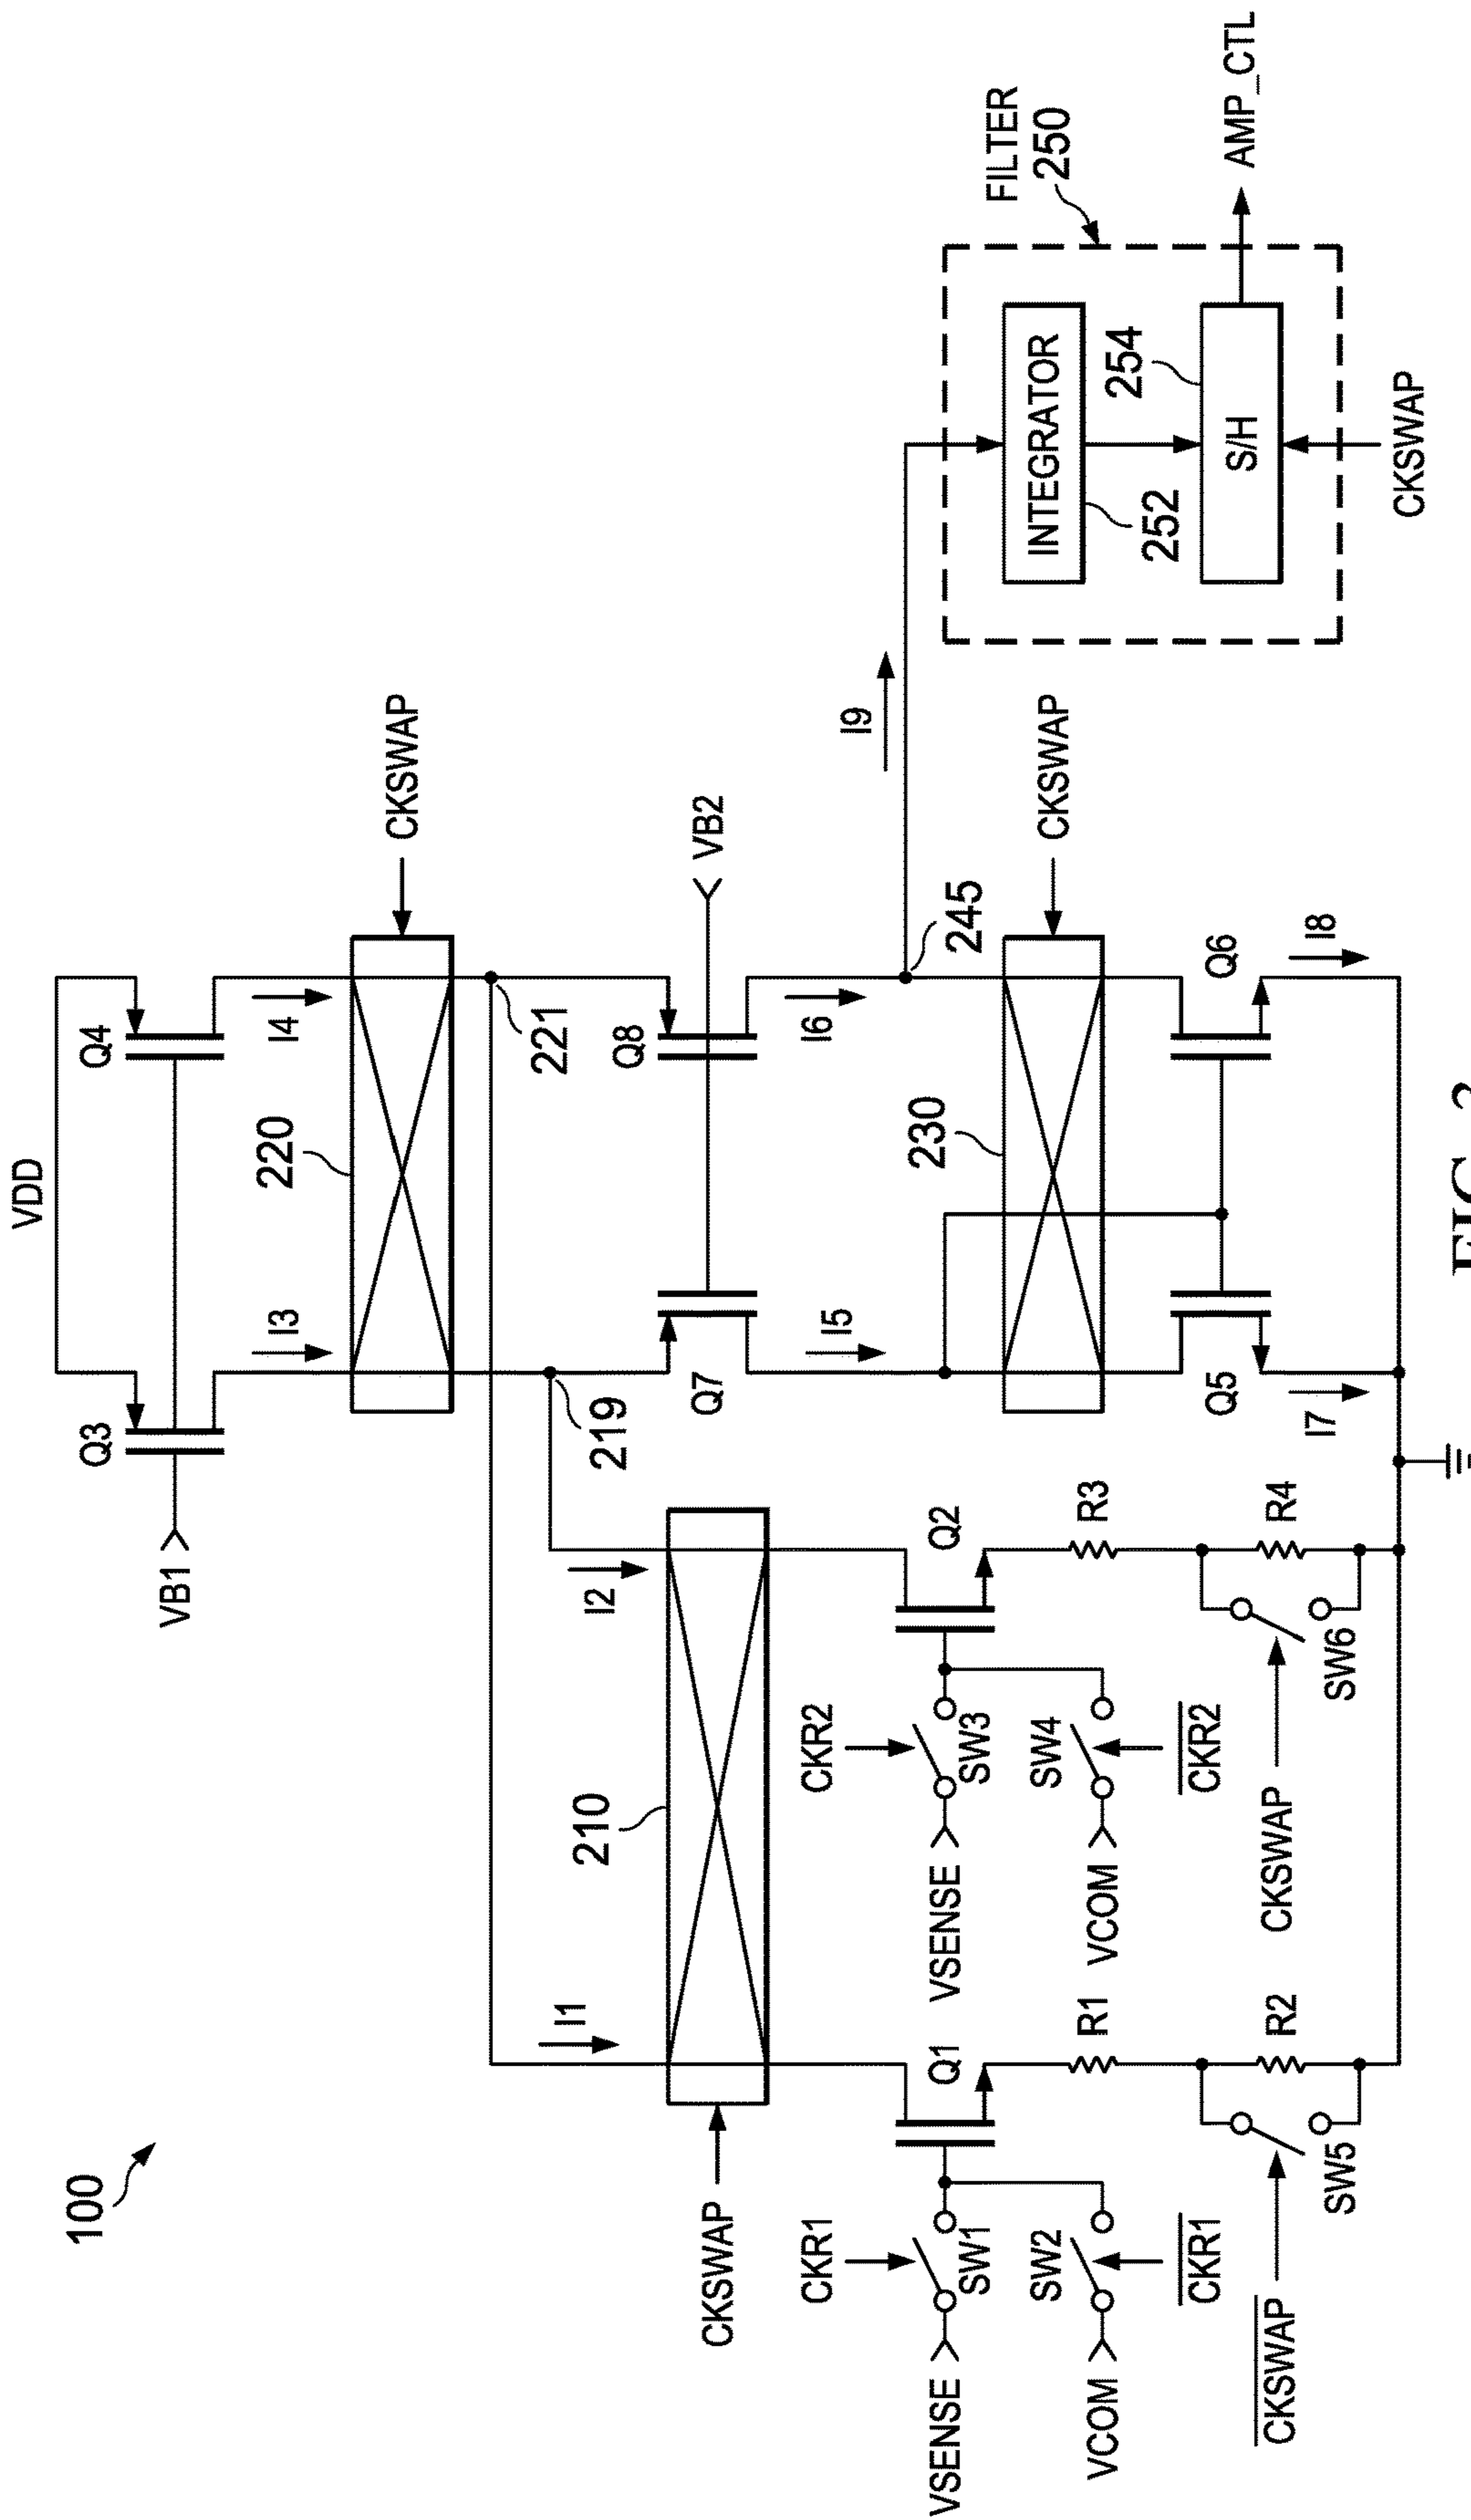 VDD
100
Q3
Q4
VB1
I3
220
I4
CKSWAP
221
I1
210
I2
219
Q8
Q7
VB2
CKSWAP
CKR1
CKR2
I5
I6
I9
VSENSE
SW1
Q1
VSENSE
SW3
Q2
230
245
FILTER
250
CKSWAP
INTEGRATOR
SW2
SW4
VCOM
R1
VCOM
R3
254
252
CKR1
CKR2
Q5
Q6
S/H
AMP_CTL
CKSWAP
R2
CKSWAP
R4
I7
I8
SW5
SW6
CKSWAP